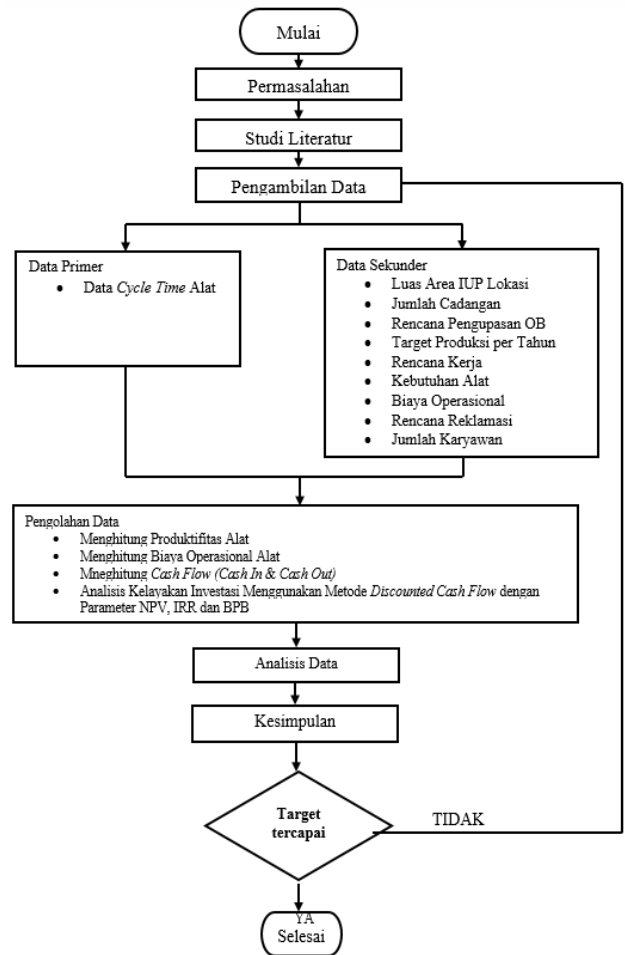 Mulai
Permasalahan
Studi Literatur
Pengambilan Data
Data Primer
• Data Cycle Time Alat
Data Sekunder
• Luas Area IUP Lokasi
• Jumlah Cadangan
• Rencana Pengupasan OB
• Target Produksi per Tahun
• Rencana Kerja
• Kebutuhan Alat
• Biaya Operasional
• Rencana Reklamasi
• Jumlah Karyawan
Pengolahan Data
• Menghitung Produktifitas Alat
• Menghitung Biaya Operasional Alat
• Mneghitung Cash Flow (Cash In & Cash Out)
• Analisis Kelayakan Investasi Menggunakan Metode Discounted Cash Flow dengan
Parameter NPV, IRR dan BPB
Analisis Data
Kesimpulan
Target
tercapai
TIDAK
YA
Selesai